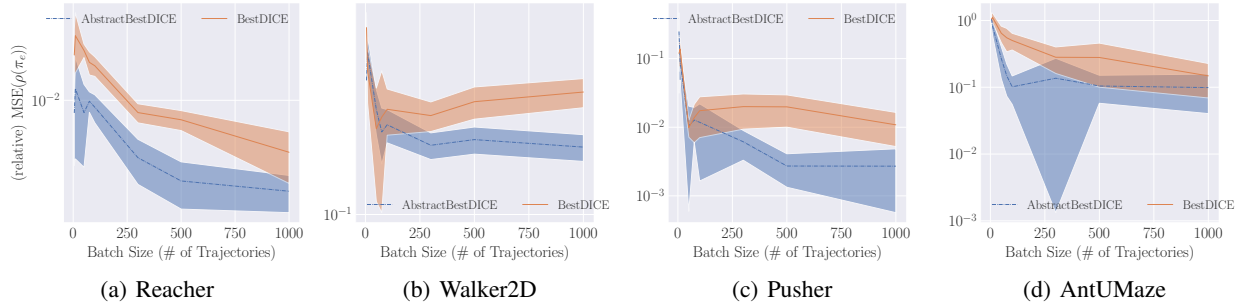 (relative) MSE(ρ(π_e))
AbstractBestDICE BestDICE
10⁻²
0 250 500 750 1000
Batch Size (# of Trajectories)
(a) Reacher
10⁻¹
AbstractBestDICE BestDICE
0 250 500 750 1000
Batch Size (# of Trajectories)
(b) Walker2D
AbstractBestDICE BestDICE
10⁻¹
10⁻²
10⁻³
0 250 500 750 1000
Batch Size (# of Trajectories)
(c) Pusher
10⁰
10⁻¹
10⁻²
10⁻³
AbstractBestDICE BestDICE
0 250 500 750 1000
Batch Size (# of Trajectories)
(d) AntUMaze